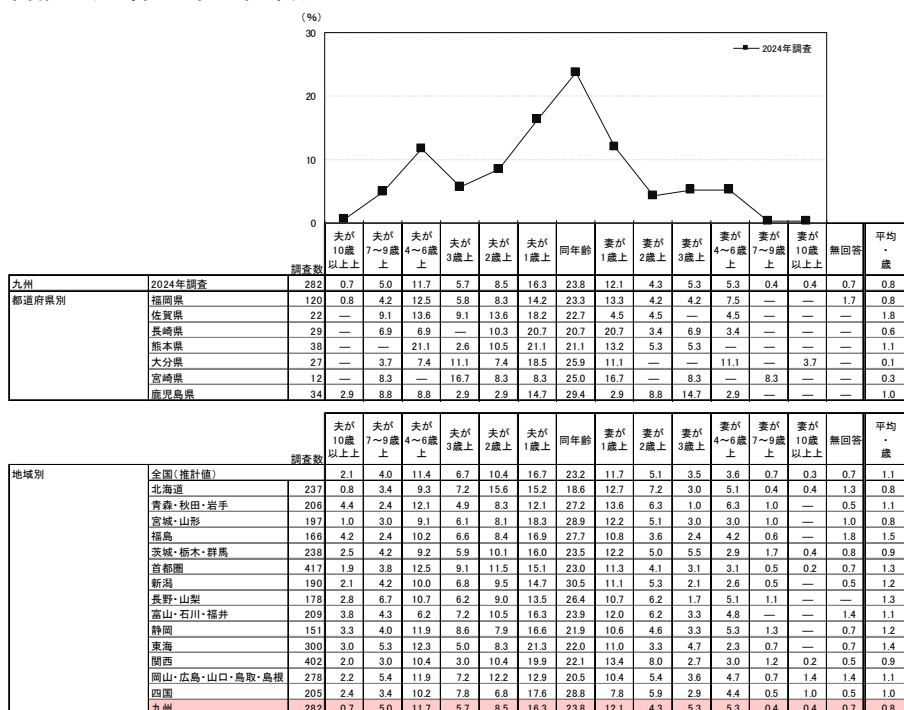 （%）
30
20
10
0
2024年調査
調査数 夫が10歳以上上 夫が7～9歳上 夫が4～6歳上 夫が3歳上 夫が2歳上 夫が1歳上 同年齢 妻が1歳上 妻が2歳上 妻が3歳上 妻が4～6歳上 妻が7～9歳上 妻が10歳以上上 無回答 平均・歳
九州 2024年調査 282 0.7 5.0 11.7 5.7 8.5 16.3 23.8 12.1 4.3 5.3 5.3 0.4 0.4 0.7 0.8
都道府県別 福岡県 120 0.8 4.2 12.5 5.8 8.3 14.2 23.3 13.3 4.2 4.2 7.5 — — 1.7 0.8
佐賀県 22 — 9.1 13.6 9.1 13.6 18.2 22.7 4.5 4.5 — 4.5 — — — 1.8
長崎県 29 — 6.9 6.9 — 10.3 20.7 20.7 20.7 3.4 6.9 3.4 — — — 0.6
熊本県 38 — — 21.1 2.6 10.5 21.1 21.1 13.2 5.3 5.3 — — — — 1.1
大分県 27 — 3.7 7.4 11.1 7.4 18.5 25.9 11.1 — — 11.1 — 3.7 — 0.1
宮崎県 12 — 8.3 — 16.7 8.3 8.3 25.0 16.7 — 8.3 — 8.3 — — 0.3
鹿児島県 34 2.9 8.8 8.8 2.9 2.9 14.7 29.4 2.9 8.8 14.7 2.9 — — — 1.0
調査数 夫が10歳以上上 夫が7～9歳上 夫が4～6歳上 夫が3歳上 夫が2歳上 夫が1歳上 同年齢 妻が1歳上 妻が2歳上 妻が3歳上 妻が4～6歳上 妻が7～9歳上 妻が10歳以上上 無回答 平均・歳
地域別 全国（推計値） 2.1 4.0 11.4 6.7 10.4 16.7 23.2 11.7 5.1 3.5 3.6 0.7 0.3 0.7 1.1
北海道 237 0.8 3.4 9.3 7.2 15.6 15.2 18.6 12.7 7.2 3.0 5.1 0.4 0.4 1.3 0.8
青森・秋田・岩手 206 4.4 2.4 12.1 4.9 8.3 12.1 27.2 13.6 6.3 1.0 6.3 1.0 — 0.5 1.1
宮城・山形 197 1.0 3.0 9.1 6.1 8.1 18.3 28.9 12.2 5.1 3.0 3.0 1.0 — 1.0 0.8
福島 166 4.2 2.4 10.2 6.6 8.4 16.9 27.7 10.8 3.6 2.4 4.2 0.6 — 1.8 1.5
茨城・栃木・群馬 238 2.5 4.2 9.2 5.9 10.1 16.0 23.5 12.2 5.0 5.5 2.9 1.7 0.4 0.8 0.9
首都圏 417 1.9 3.8 12.5 9.1 11.5 15.1 23.0 11.3 4.1 3.1 3.1 0.5 0.2 0.7 1.3
新潟 190 2.1 4.2 10.0 6.8 9.5 14.7 30.5 11.1 5.3 2.1 2.6 0.5 — 0.5 1.2
長野・山梨 178 2.8 6.7 10.7 6.2 9.0 13.5 26.4 10.7 6.2 1.7 5.1 1.1 — — 1.3
富山・石川・福井 209 3.8 4.3 6.2 7.2 10.5 16.3 23.9 12.0 6.2 3.3 4.8 — — 1.4 1.1
静岡 151 3.3 4.0 11.9 8.6 7.9 16.6 21.9 10.6 4.6 3.3 5.3 1.3 — 0.7 1.2
東海 300 3.0 5.3 12.3 5.0 8.3 21.3 22.0 11.0 3.3 4.7 2.3 0.7 — 0.7 1.4
関西 402 2.0 3.0 10.4 3.0 10.4 19.9 22.1 13.4 8.0 2.7 3.0 1.2 0.2 0.5 0.9
岡山・広島・山口・鳥取・島根 278 2.2 5.4 11.9 7.2 12.2 12.9 20.5 10.4 5.4 3.6 4.7 0.7 1.4 1.4 1.1
四国 205 2.4 3.4 10.2 7.8 6.8 17.6 28.8 7.8 5.9 2.9 4.4 0.5 1.0 0.5 1.0
九州 282 0.7 5.0 11.7 5.7 8.5 16.3 23.8 12.1 4.3 5.3 5.3 0.4 0.4 0.7 0.8